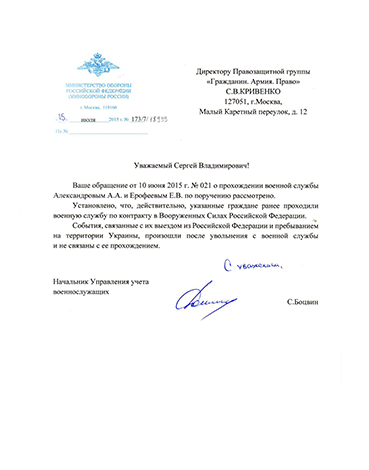 МИНИСТЕРСТВО ОБОРОНЫ
РОССИЙСКОЙ ФЕДЕРАЦИИ
(МИНОБОРОНЫ РОССИИ)
г. Москва, 119160
15. июля 2015 г. №
На №
Директору Правозащитной группы
«Гражданин. Армия. Право»
С.В.КРИВЕНКО
127051, г.Москва,
Малый Каретный переулок, д. 12
Уважаемый Сергей Владимирович!
Ваше обращение от 10 июня 2015 г. № 021 о прохождении военной службы
Александровым А.А. и Ерофеевым Е.В. по поручению рассмотрено.
Установлено, что, действительно, указанные граждане ранее проходили
военную службу по контракту в Вооруженных Силах Российской Федерации.
События, связанные с их выездом из Российской Федерации и пребыванием
на территории Украины, произошли после увольнения с военной службы
и не связаны с ее прохождением.
С уважением,
Начальник Управления учета
военнослужащих
С.Боцвин